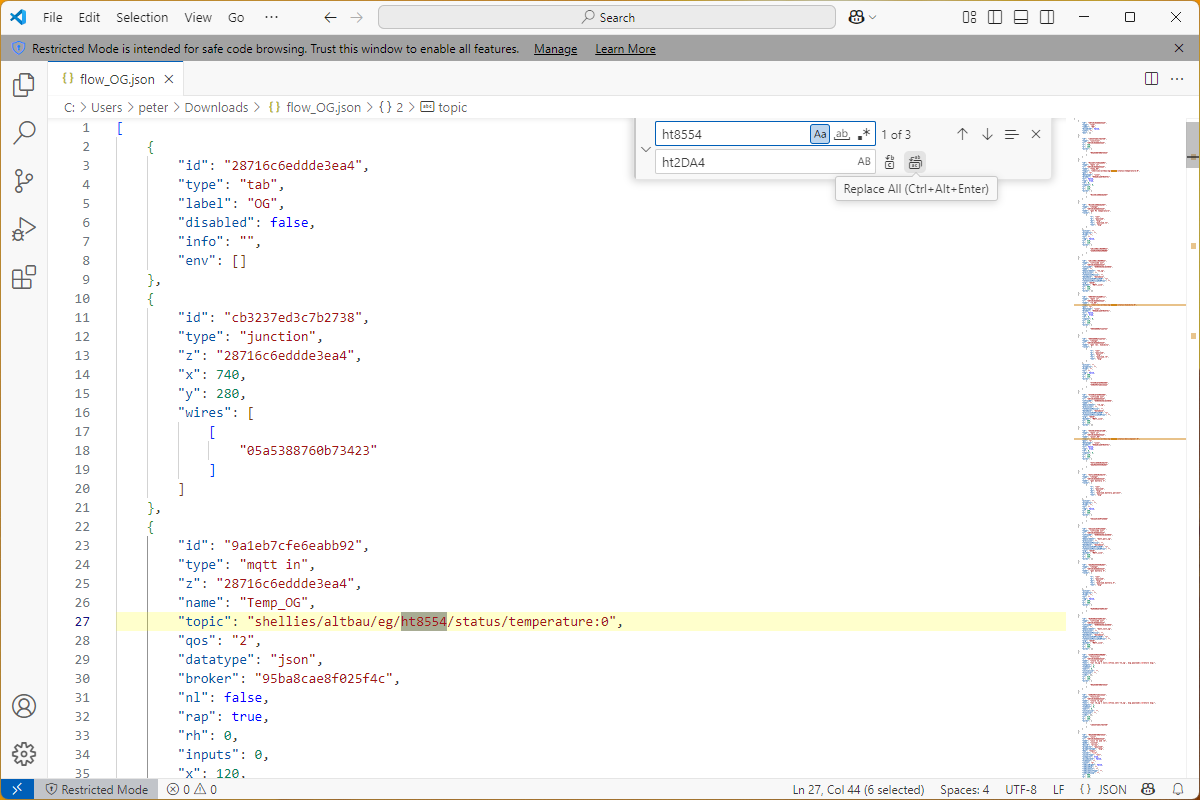 File Edit Selection View Go ··· Search
Restricted Mode is intended for safe code browsing. Trust this window to enable all features. Manage Learn More
{} flow_OG.json
C: > Users > peter > Downloads > {} flow_OG.json > {} 2 > abc topic
ht8554 Aa ab .* 1 of 3
ht2DA4 AB
Replace All (Ctrl+Alt+Enter)
1 [
2 {
3 "id": "28716c6eddde3ea4",
4 "type": "tab",
5 "label": "OG",
6 "disabled": false,
7 "info": "",
8 "env": []
9 },
10 {
11 "id": "cb3237ed3c7b2738",
12 "type": "junction",
13 "z": "28716c6eddde3ea4",
14 "x": 740,
15 "y": 280,
16 "wires": [
17 [
18 "05a5388760b73423"
19 ]
20 ]
21 },
22 {
23 "id": "9a1eb7cfe6eabb92",
24 "type": "mqtt in",
25 "z": "28716c6eddde3ea4",
26 "name": "Temp_OG",
27 "topic": "shellies/altbau/eg/ht8554/status/temperature:0",
28 "qos": "2",
29 "datatype": "json",
30 "broker": "95ba8cae8f025f4c",
31 "nl": false,
32 "rap": true,
33 "rh": 0,
34 "inputs": 0,
35 "x": 120,
Restricted Mode 0 0 Ln 27, Col 44 (6 selected) Spaces: 4 UTF-8 LF {} JSON